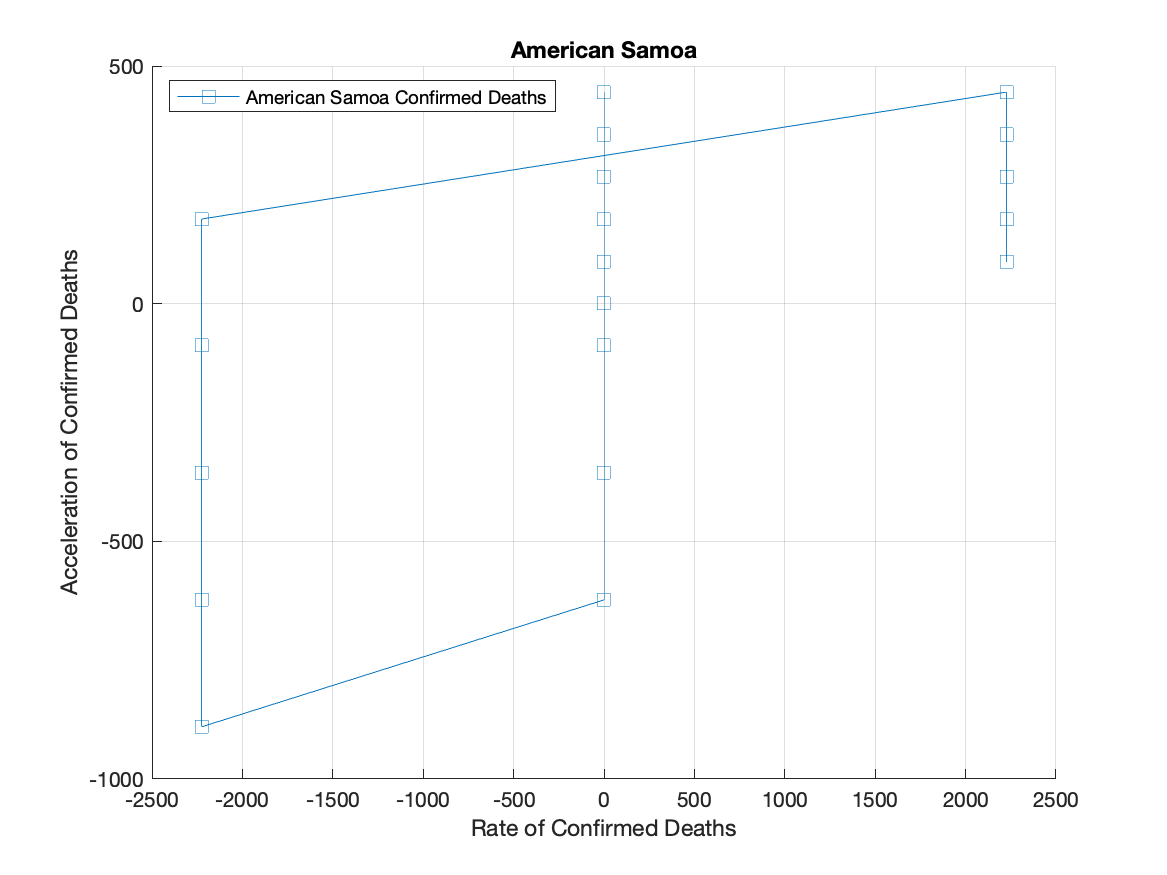 American Samoa
500
American Samoa Confirmed Deaths
0
-500
-1000
Acceleration of Confirmed Deaths
-2500 -2000 -1500 -1000 -500 0 500 1000 1500 2000 2500
Rate of Confirmed Deaths